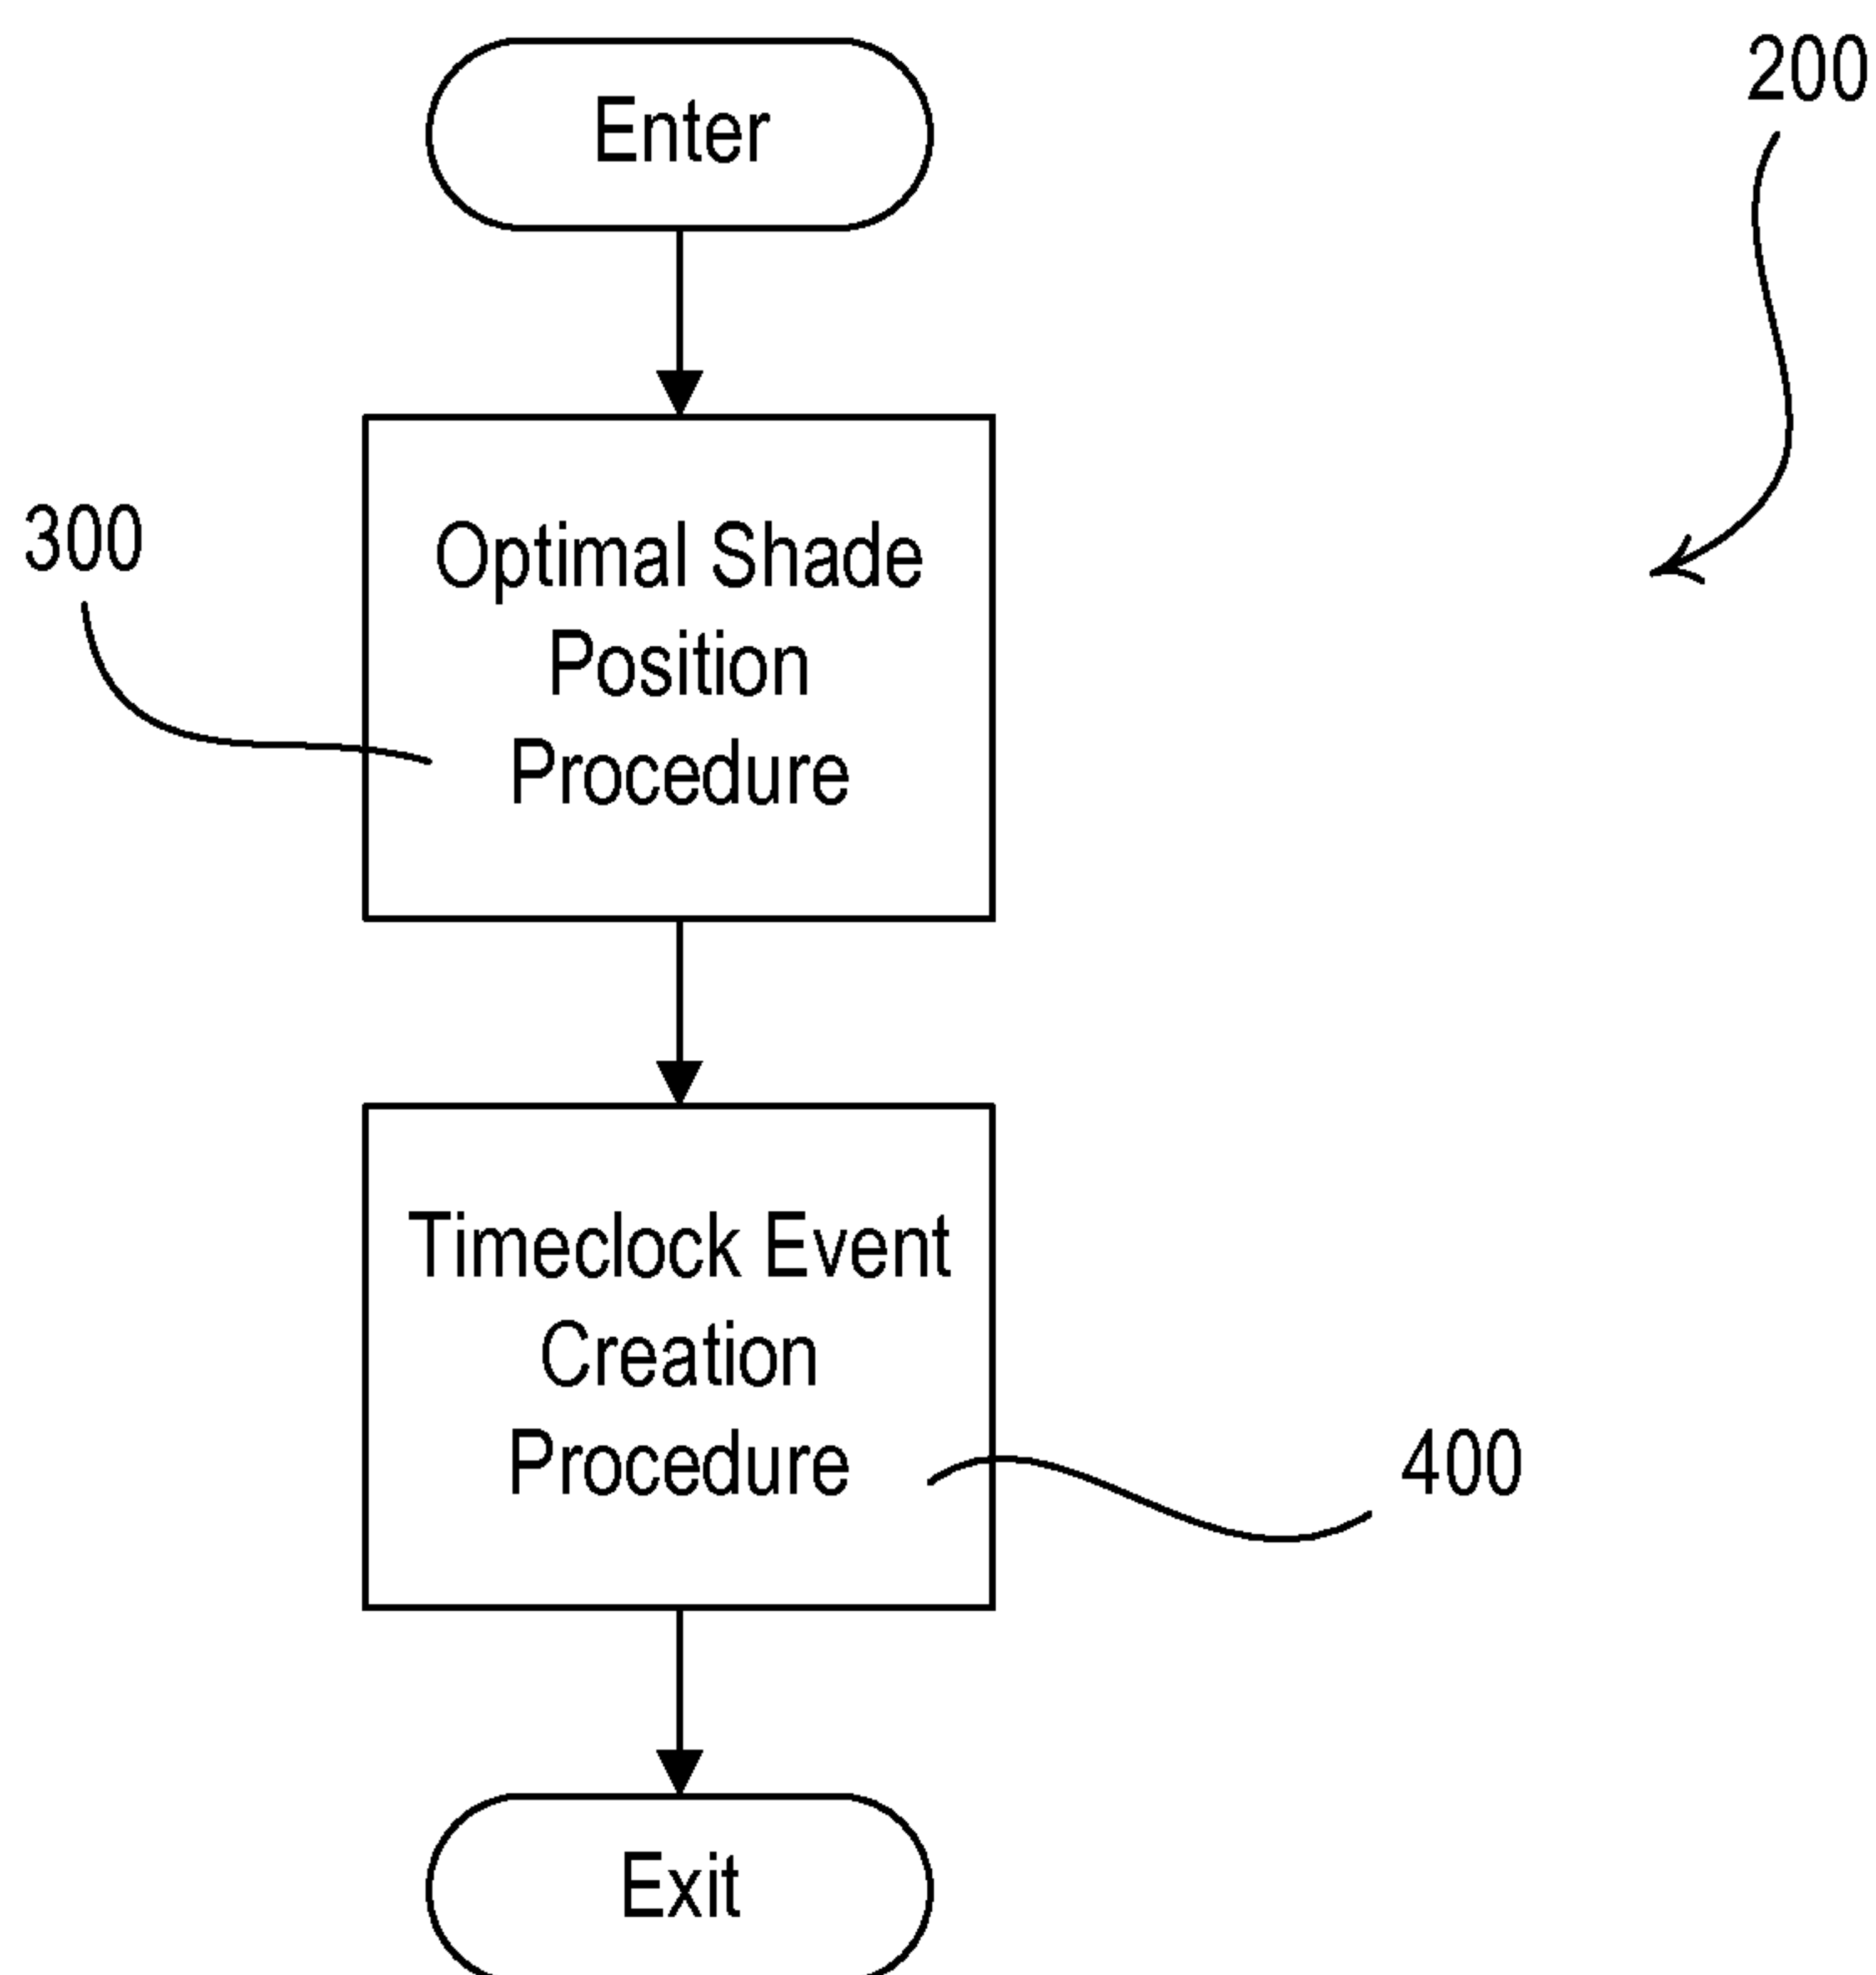 Enter
200
300
Optimal Shade
Position
Procedure
Timeclock Event
Creation
Procedure
400
Exit